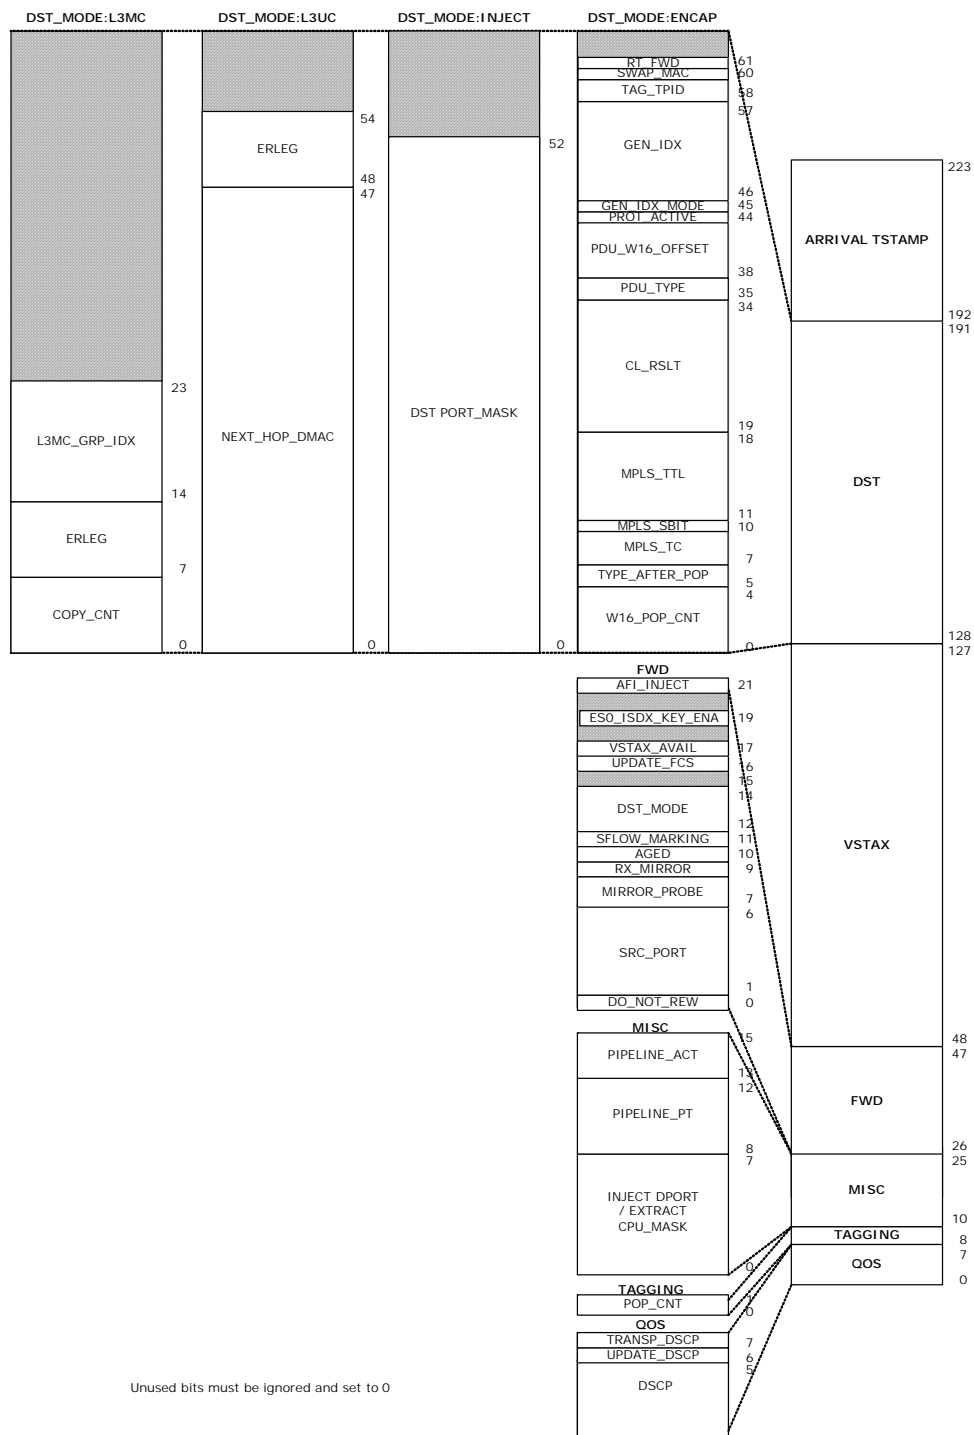 DST_MODE:L3MC
DST_MODE:L3UC
DST_MODE:INJECT
DST_MODE:ENCAP
23
L3MC_GRP_IDX
14
ERLEG
7
COPY_CNT
0
54
ERLEG
48
47
NEXT_HOP_DMAC
0
52
DST PORT_MASK
0
RT_FWD
61
SWAP_MAC
60
TAG_TPID
58
57
GEN_IDX
46
GEN_IDX_MODE
45
PROT_ACTIVE
44
PDU_W16_OFFSET
38
PDU_TYPE
35
34
CL_RSLT
19
18
MPLS_TTL
11
MPLS_SBIT
10
MPLS_TC
7
TYPE_AFTER_POP
5
4
W16_POP_CNT
0
FWD
AFI_INJECT
21
ES0_ISDX_KEY_ENA
19
VSTAX_AVAIL
17
UPDATE_FCS
16
15
14
DST_MODE
12
SFLOW_MARKING
11
AGED
10
RX_MIRROR
9
MIRROR_PROBE
7
6
SRC_PORT
1
DO_NOT_REW
0
MISC
15
PIPELINE_ACT
13
12
PIPELINE_PT
8
7
INJECT DPORT
/ EXTRACT
CPU_MASK
0
TAGGING
POP_CNT
1
0
QOS
TRANSP_DSCP
7
UPDATE_DSCP
6
5
DSCP
223
ARRIVAL TSTAMP
192
191
DST
128
127
VSTAX
48
47
FWD
26
25
MISC
10
TAGGING
8
7
QOS
0
Unused bits must be ignored and set to 0